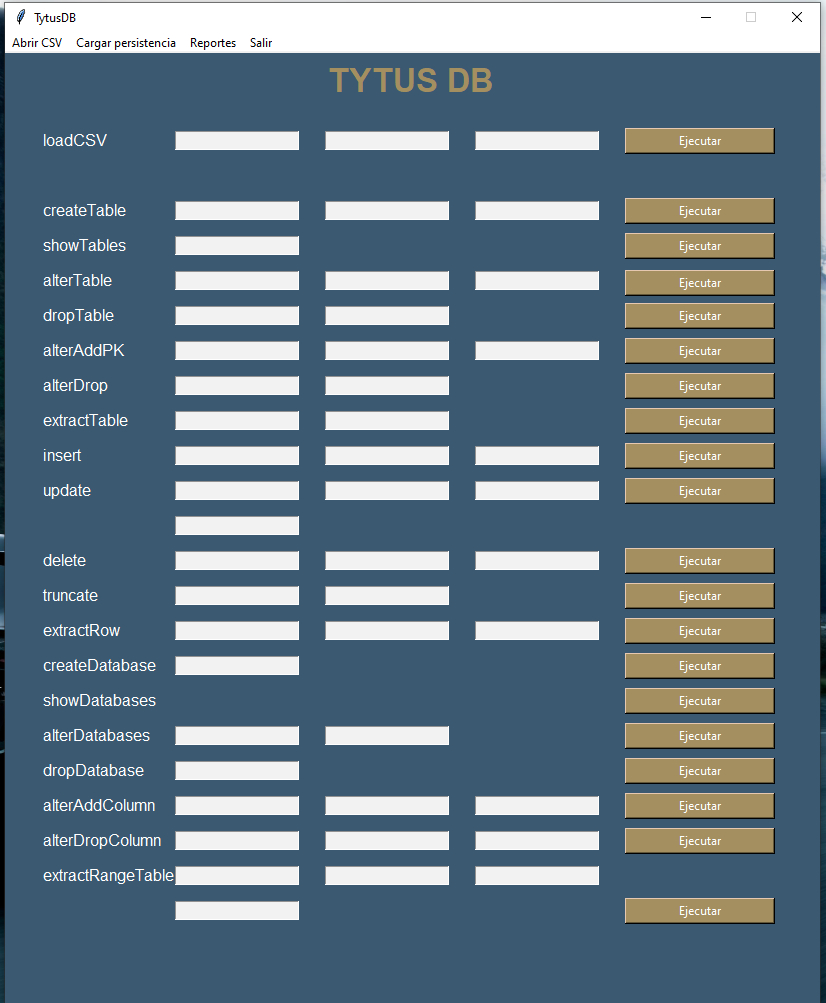 TytusDB
Abrir CSV Cargar persistencia Reportes Salir
TYTUS DB
loadCSV Ejecutar
createTable Ejecutar
showTables Ejecutar
alterTable Ejecutar
dropTable Ejecutar
alterAddPK Ejecutar
alterDrop Ejecutar
extractTable Ejecutar
insert Ejecutar
update Ejecutar
delete Ejecutar
truncate Ejecutar
extractRow Ejecutar
createDatabase Ejecutar
showDatabases Ejecutar
alterDatabases Ejecutar
dropDatabase Ejecutar
alterAddColumn Ejecutar
alterDropColumn Ejecutar
extractRangeTable
Ejecutar